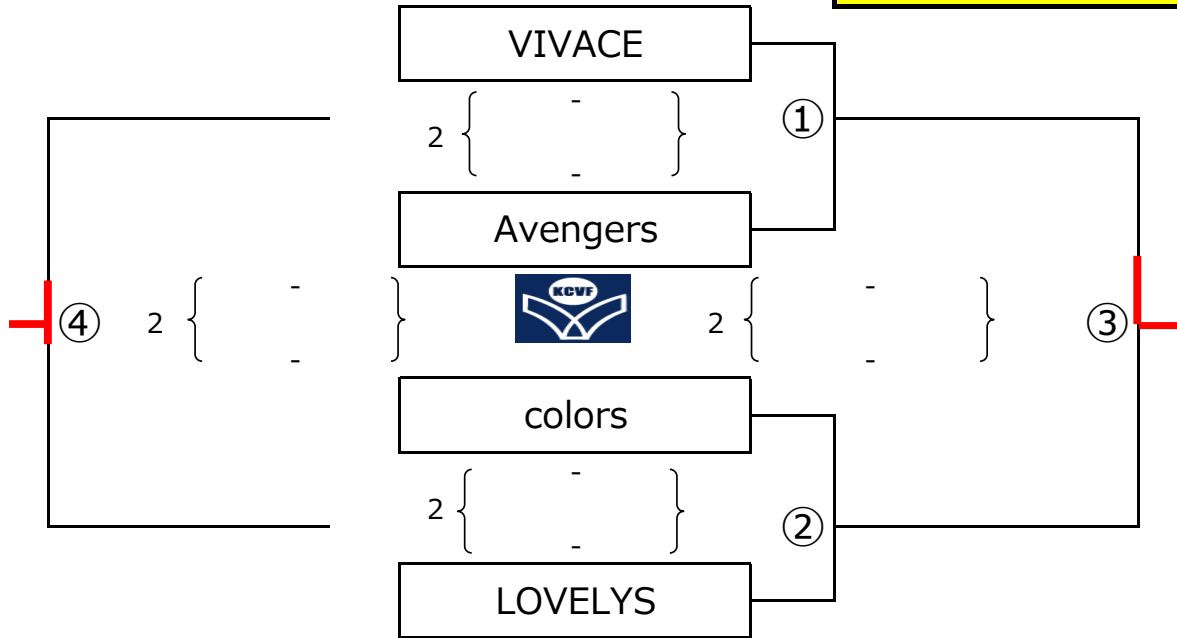 VIVACE
2 { - - }
①
Avengers
KCVF
④ 2 { - - }
2 { - - } ③
colors
2 { - - }
②
LOVELYS